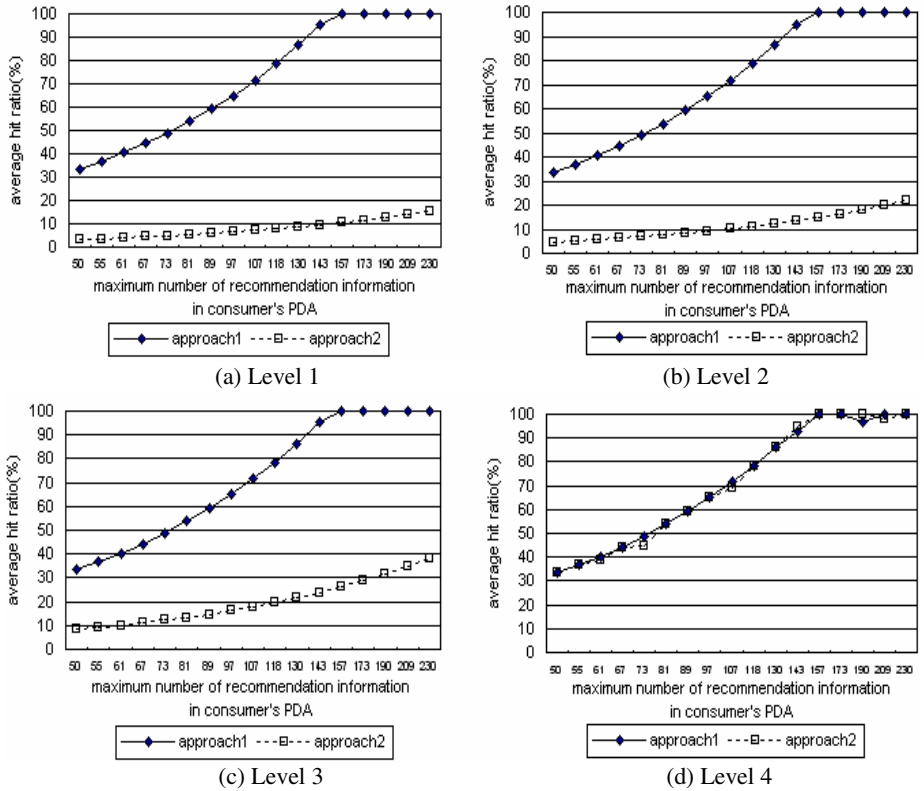 100
90
80
70
60
50
40
30
20
10
0
average hit ratio(%)
50 55 61 67 73 81 89 97 107 118 130 143 157 173 190 209 230
maximum number of recommendation information
in consumer's PDA
approach1 approach2
(a) Level 1
100
90
80
70
60
50
40
30
20
10
0
average hit ratio(%)
50 55 61 67 73 81 89 97 107 118 130 143 157 173 190 209 230
maximum number of recommendation information
in consumer's PDA
approach1 approach2
(b) Level 2
100
90
80
70
60
50
40
30
20
10
0
average hit ratio(%)
50 55 61 67 73 81 89 97 107 118 130 143 157 173 190 209 230
maximum number of recommendation information
in consumer's PDA
approach1 approach2
(c) Level 3
100
90
80
70
60
50
40
30
20
10
0
average hit ratio(%)
50 55 61 67 73 81 89 97 107 118 130 143 157 173 190 209 230
maximum number of recommendation information
in consumer's PDA
approach1 approach2
(d) Level 4